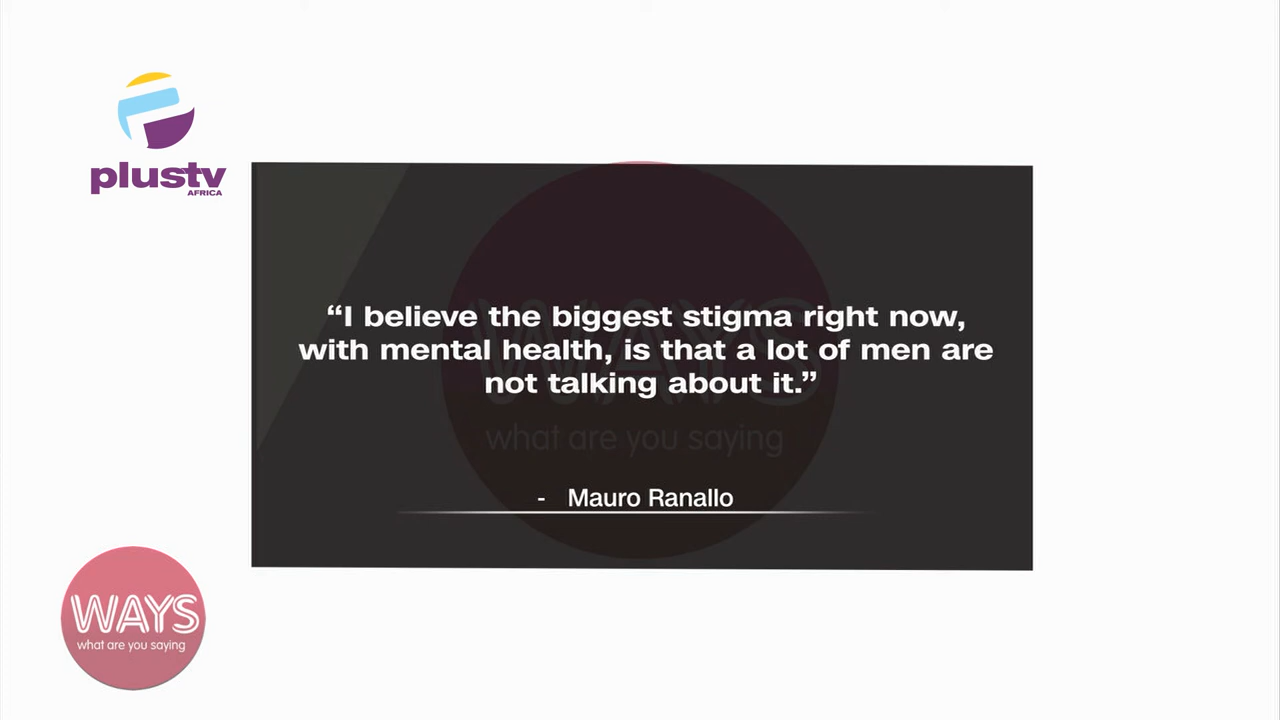 plustv
AFRICA
“I believe the biggest stigma right now,
with mental health, is that a lot of men are
not talking about it.”
WAYS
what are you saying
- Mauro Ranallo
WAYS
what are you saying